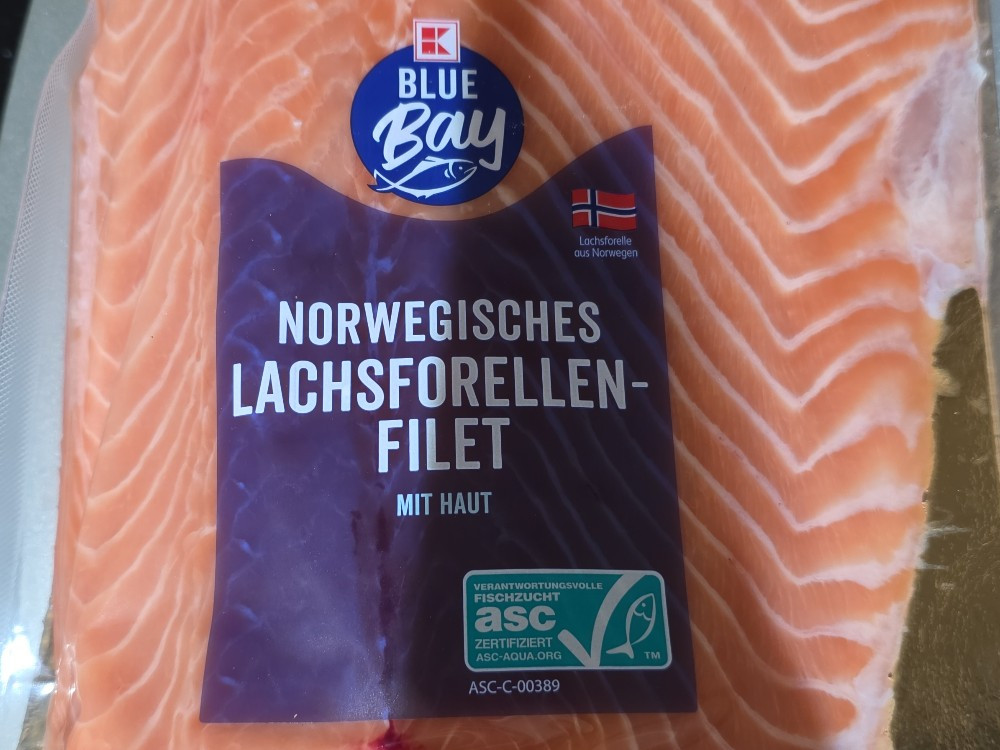 K
BLUE
Bay
Lachsforelle
aus Norwegen
NORWEGISCHES
LACHSFORELLEN-
FILET
MIT HAUT
VERANTWORTUNGSVOLLE
FISCHZUCHT
asc
ZERTIFIZIERT
ASC-AQUA.ORG
TM
ASC-C-00389